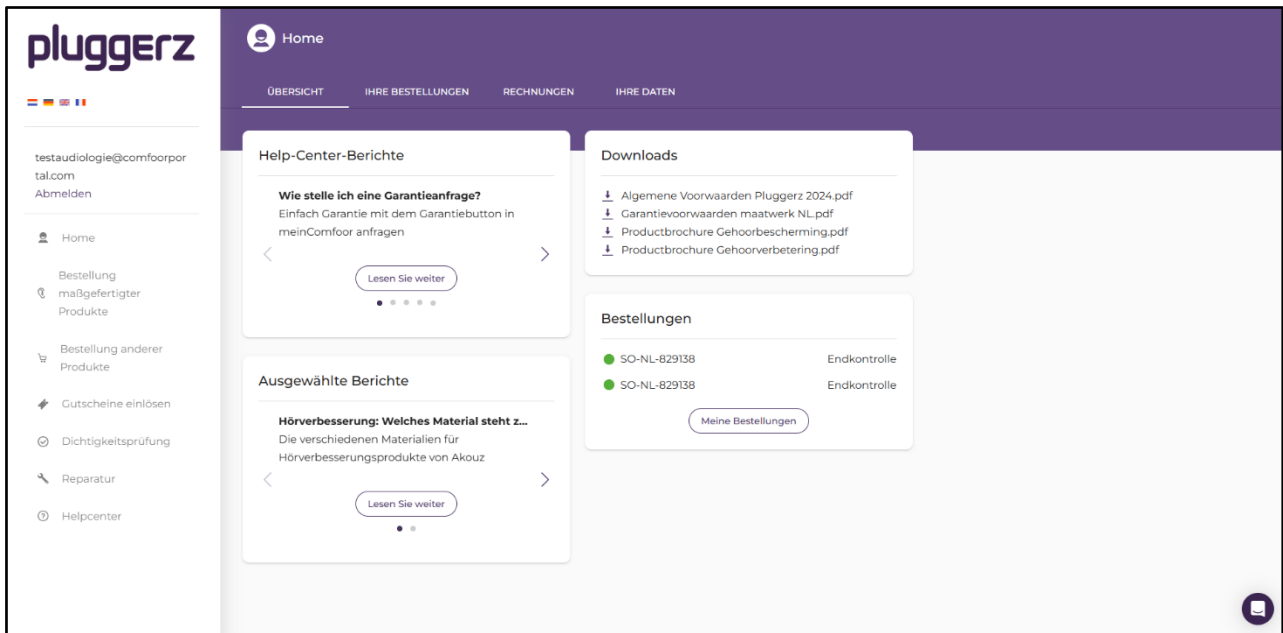 pluggerz
testaudiologie@comfoorpor
tal.com
Abmelden
Home
Bestellung
maßgefertigter
Produkte
Bestellung anderer
Produkte
Gutscheine einlösen
Dichtigkeitsprüfung
Reparatur
Helpcenter
Home
ÜBERSICHT IHRE BESTELLUNGEN RECHNUNGEN IHRE DATEN
Help-Center-Berichte
Wie stelle ich eine Garantieanfrage?
Einfach Garantie mit dem Garantiebutton in
meinComfoor anfragen
Lesen Sie weiter
Ausgewählte Berichte
Hörverbesserung: Welches Material steht z...
Die verschiedenen Materialien für
Hörverbesserungsprodukte von Akouz
Lesen Sie weiter
Downloads
Algemene Voorwaarden Pluggerz 2024.pdf
Garantievoorwaarden maatwerk NL.pdf
Productbrochure Gehoorbescherming.pdf
Productbrochure Gehoorverbetering.pdf
Bestellungen
SO-NL-829138 Endkontrolle
SO-NL-829138 Endkontrolle
Meine Bestellungen